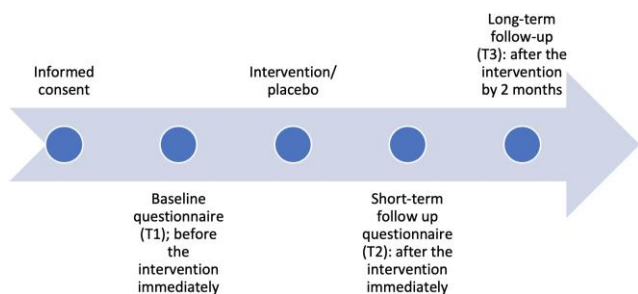 Informed
consent
Baseline
questionnaire
(T1); before
the
intervention
immediately
Intervention/
placebo
Short-term
follow up
questionnaire
(T2): after the
intervention
immediately
Long-term
follow-up
(T3): after the
intervention
by 2 months